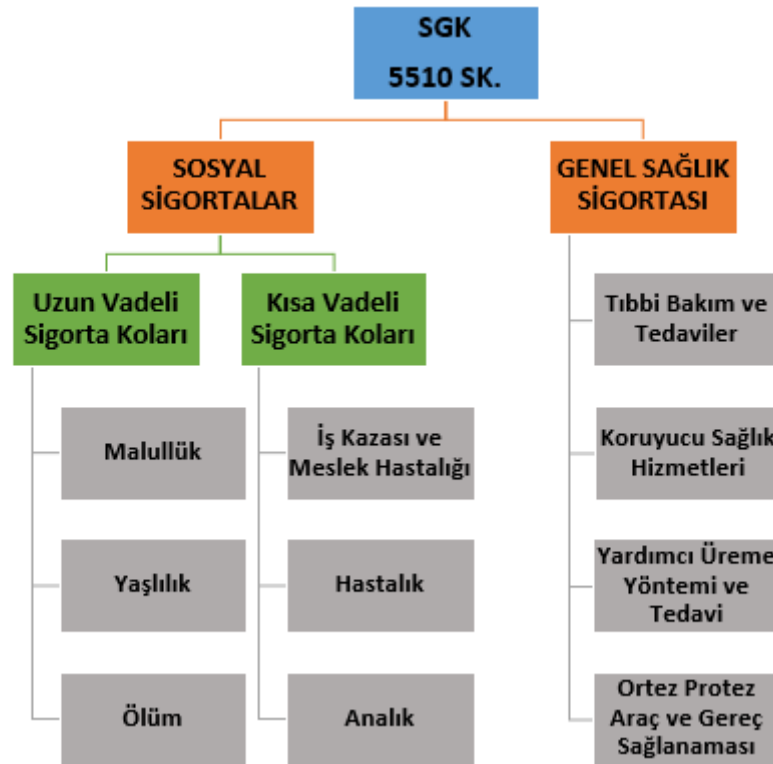 SGK
5510 SK.
SOSYAL
SİGORTALAR
GENEL SAĞLIK
SİGORTASI
Uzun Vadeli
Sigorta Koları
Kısa Vadeli
Sigorta Koları
Tıbbi Bakım ve
Tedaviler
Malullük
İş Kazası ve
Meslek Hastalığı
Koruyucu Sağlık
Hizmetleri
Yaşlılık
Hastalık
Yardımcı Üreme
Yöntemi ve
Tedavi
Ölüm
Analık
Ortez Protez
Araç ve Gereç
Sağlanaması